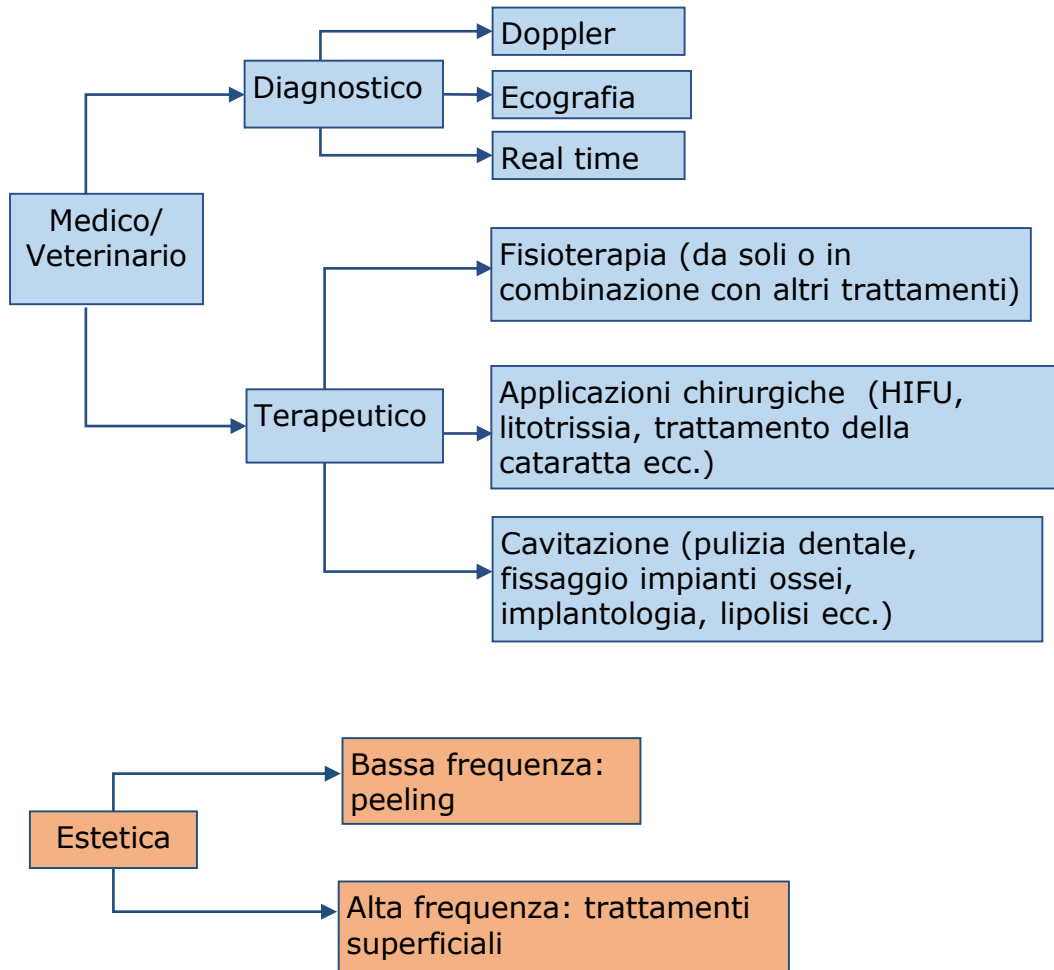 Doppler
Diagnostico
Ecografia
Real time
Medico/
Veterinario
Fisioterapia (da soli o in
combinazione con altri trattamenti)
Terapeutico
Applicazioni chirurgiche (HIFU,
litotrissia, trattamento della
cataratta ecc.)
Cavitazione (pulizia dentale,
fissaggio impianti ossei,
implantologia, lipolisi ecc.)
Bassa frequenza:
peeling
Estetica
Alta frequenza: trattamenti
superficiali